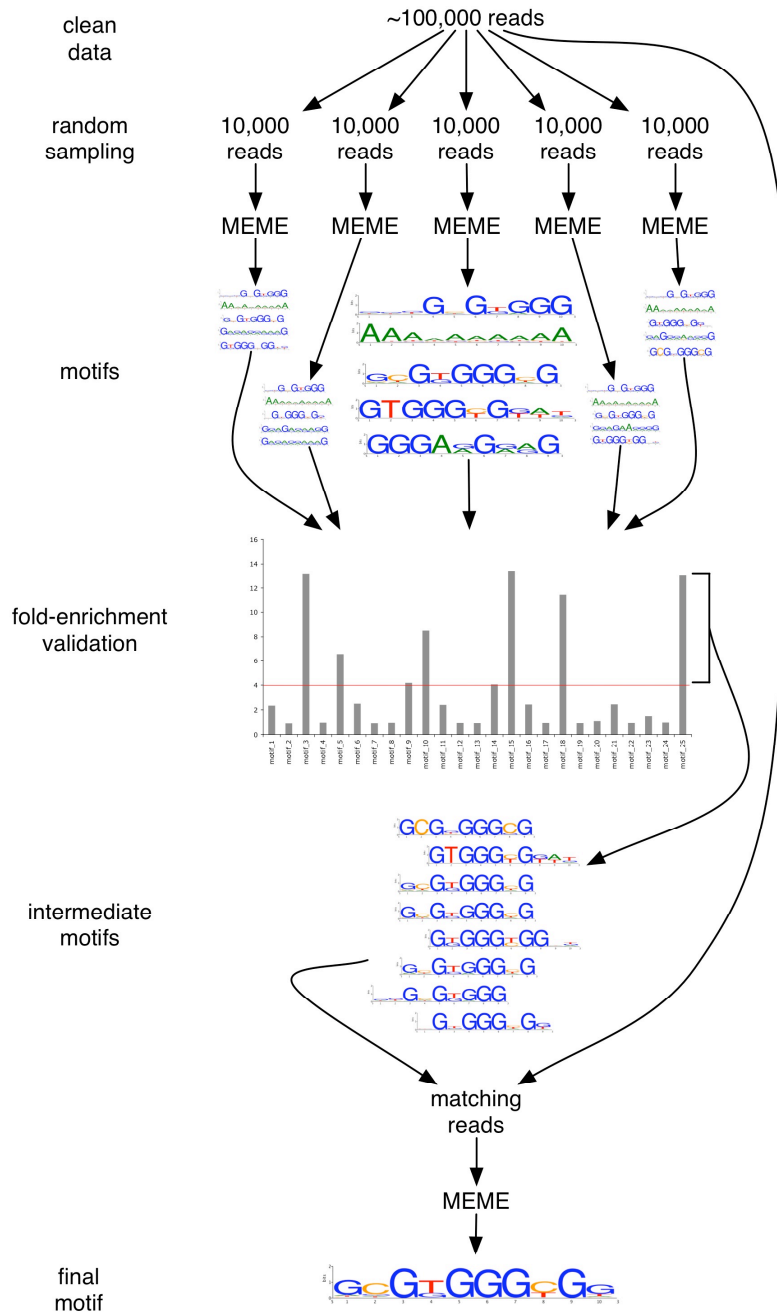 clean
data
~100,000 reads
random
sampling
10,000
reads
10,000
reads
10,000
reads
10,000
reads
10,000
reads
MEME
MEME
MEME
MEME
MEME
motifs
fold-enrichment
validation
16
14
12
10
8
6
4
2
0
motif_1
motif_2
motif_3
motif_4
motif_5
motif_6
motif_7
motif_8
motif_9
motif_10
motif_11
motif_12
motif_13
motif_14
motif_15
motif_16
motif_17
motif_18
motif_19
motif_20
motif_21
motif_22
motif_23
motif_24
motif_25
intermediate
motifs
matching
reads
MEME
final
motif